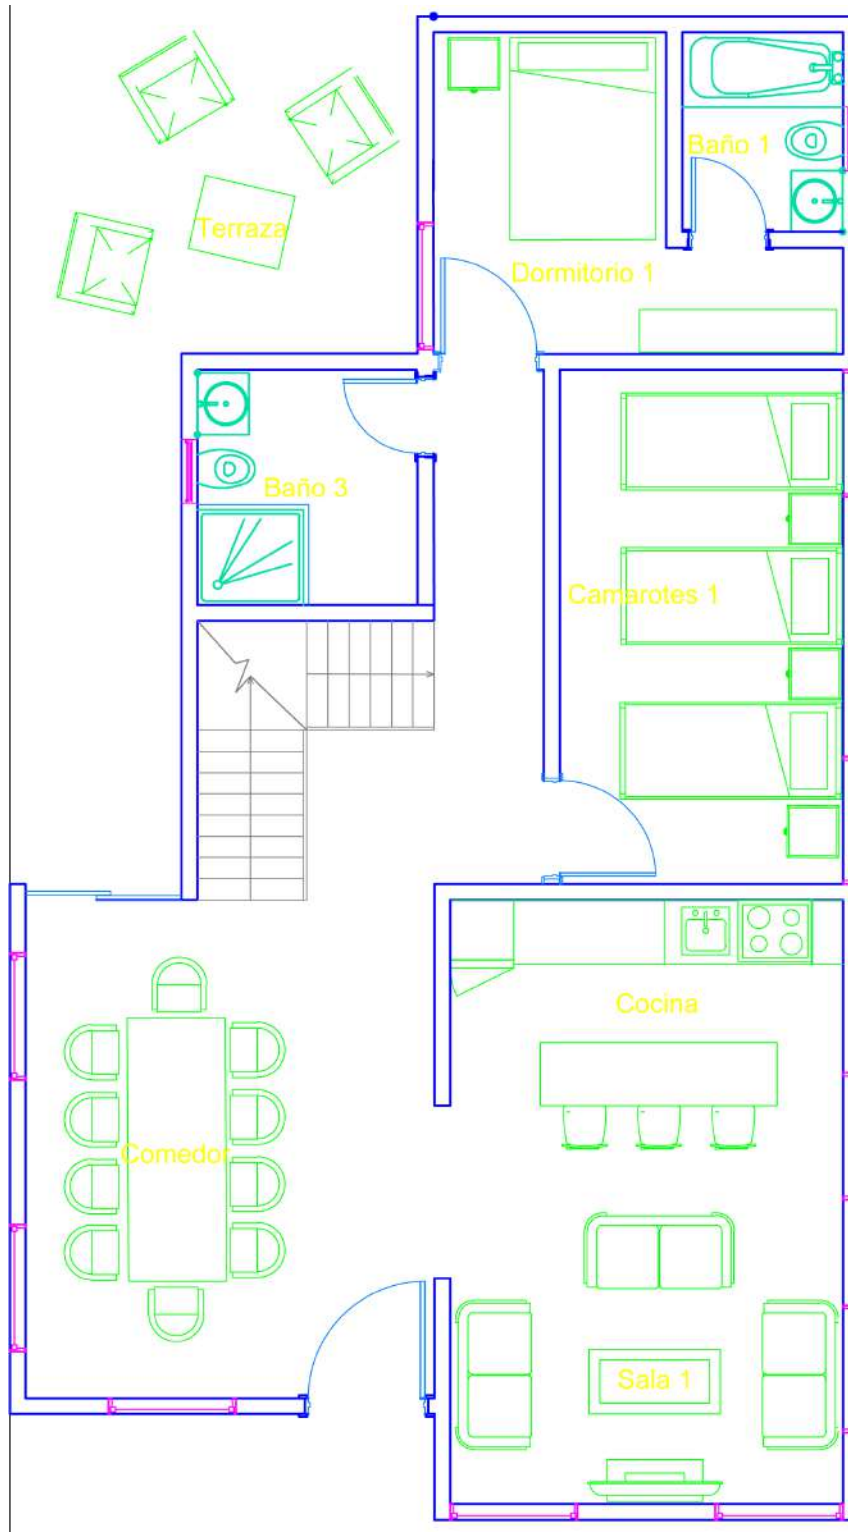 Baño 1
Terraza
Dormitorio 1
Baño 3
Camarotes 1
Cocina
Comedor
Sala 1